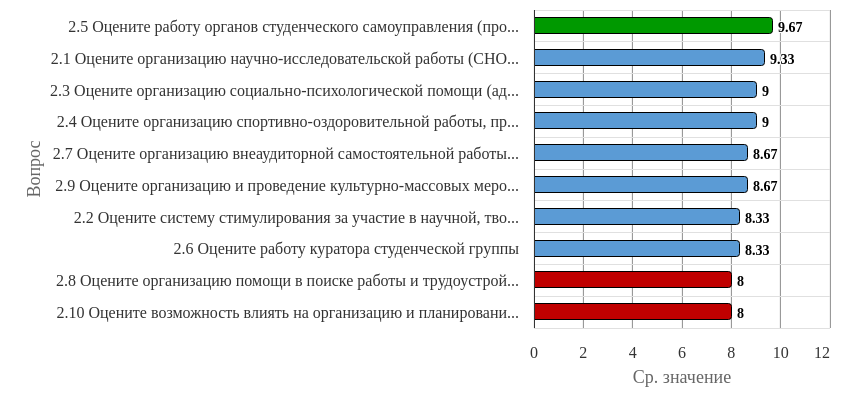 2.5 Оцените работу органов студенческого самоуправления (про... 9.67
2.1 Оцените организацию научно-исследовательской работы (СНО... 9.33
2.3 Оцените организацию социально-психологической помощи (ад... 9
2.4 Оцените организацию спортивно-оздоровительной работы, пр... 9
2.7 Оцените организацию внеаудиторной самостоятельной работы... 8.67
2.9 Оцените организацию и проведение культурно-массовых меро... 8.67
2.2 Оцените систему стимулирования за участие в научной, тво... 8.33
2.6 Оцените работу куратора студенческой группы 8.33
2.8 Оцените организацию помощи в поиске работы и трудоустрой... 8
2.10 Оцените возможность влиять на организацию и планировани... 8
Вопрос
0 2 4 6 8 10 12
Ср. значение